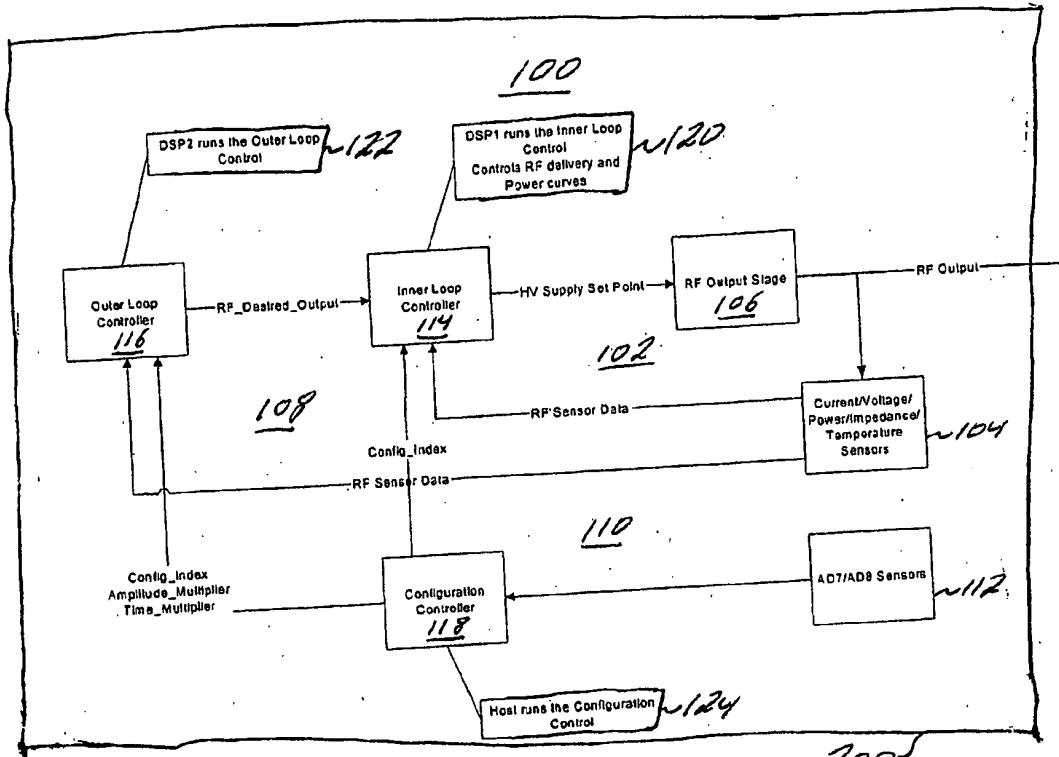 100
DSP2 runs the Outer Loop
Control
~122
DSP1 runs the Inner Loop
Control
Controls RF delivery and
Power curves
~120
Outer Loop
Controller
116
RF_Desired_Output
Inner Loop
Controller
114
HV Supply Set Point
RF Output Stage
106
RF Output
102
108
RF Sensor Data
Current/Voltage/
Power/Impedance/
Temperature
Sensors
~104
Config_Index
RF Sensor Data
110
Config_Index
Amplitude_Multiplier
Time_Multiplier
Configuration
Controller
118
AD7/AD8 Sensors
~112
Host runs the Configuration
Control
~124